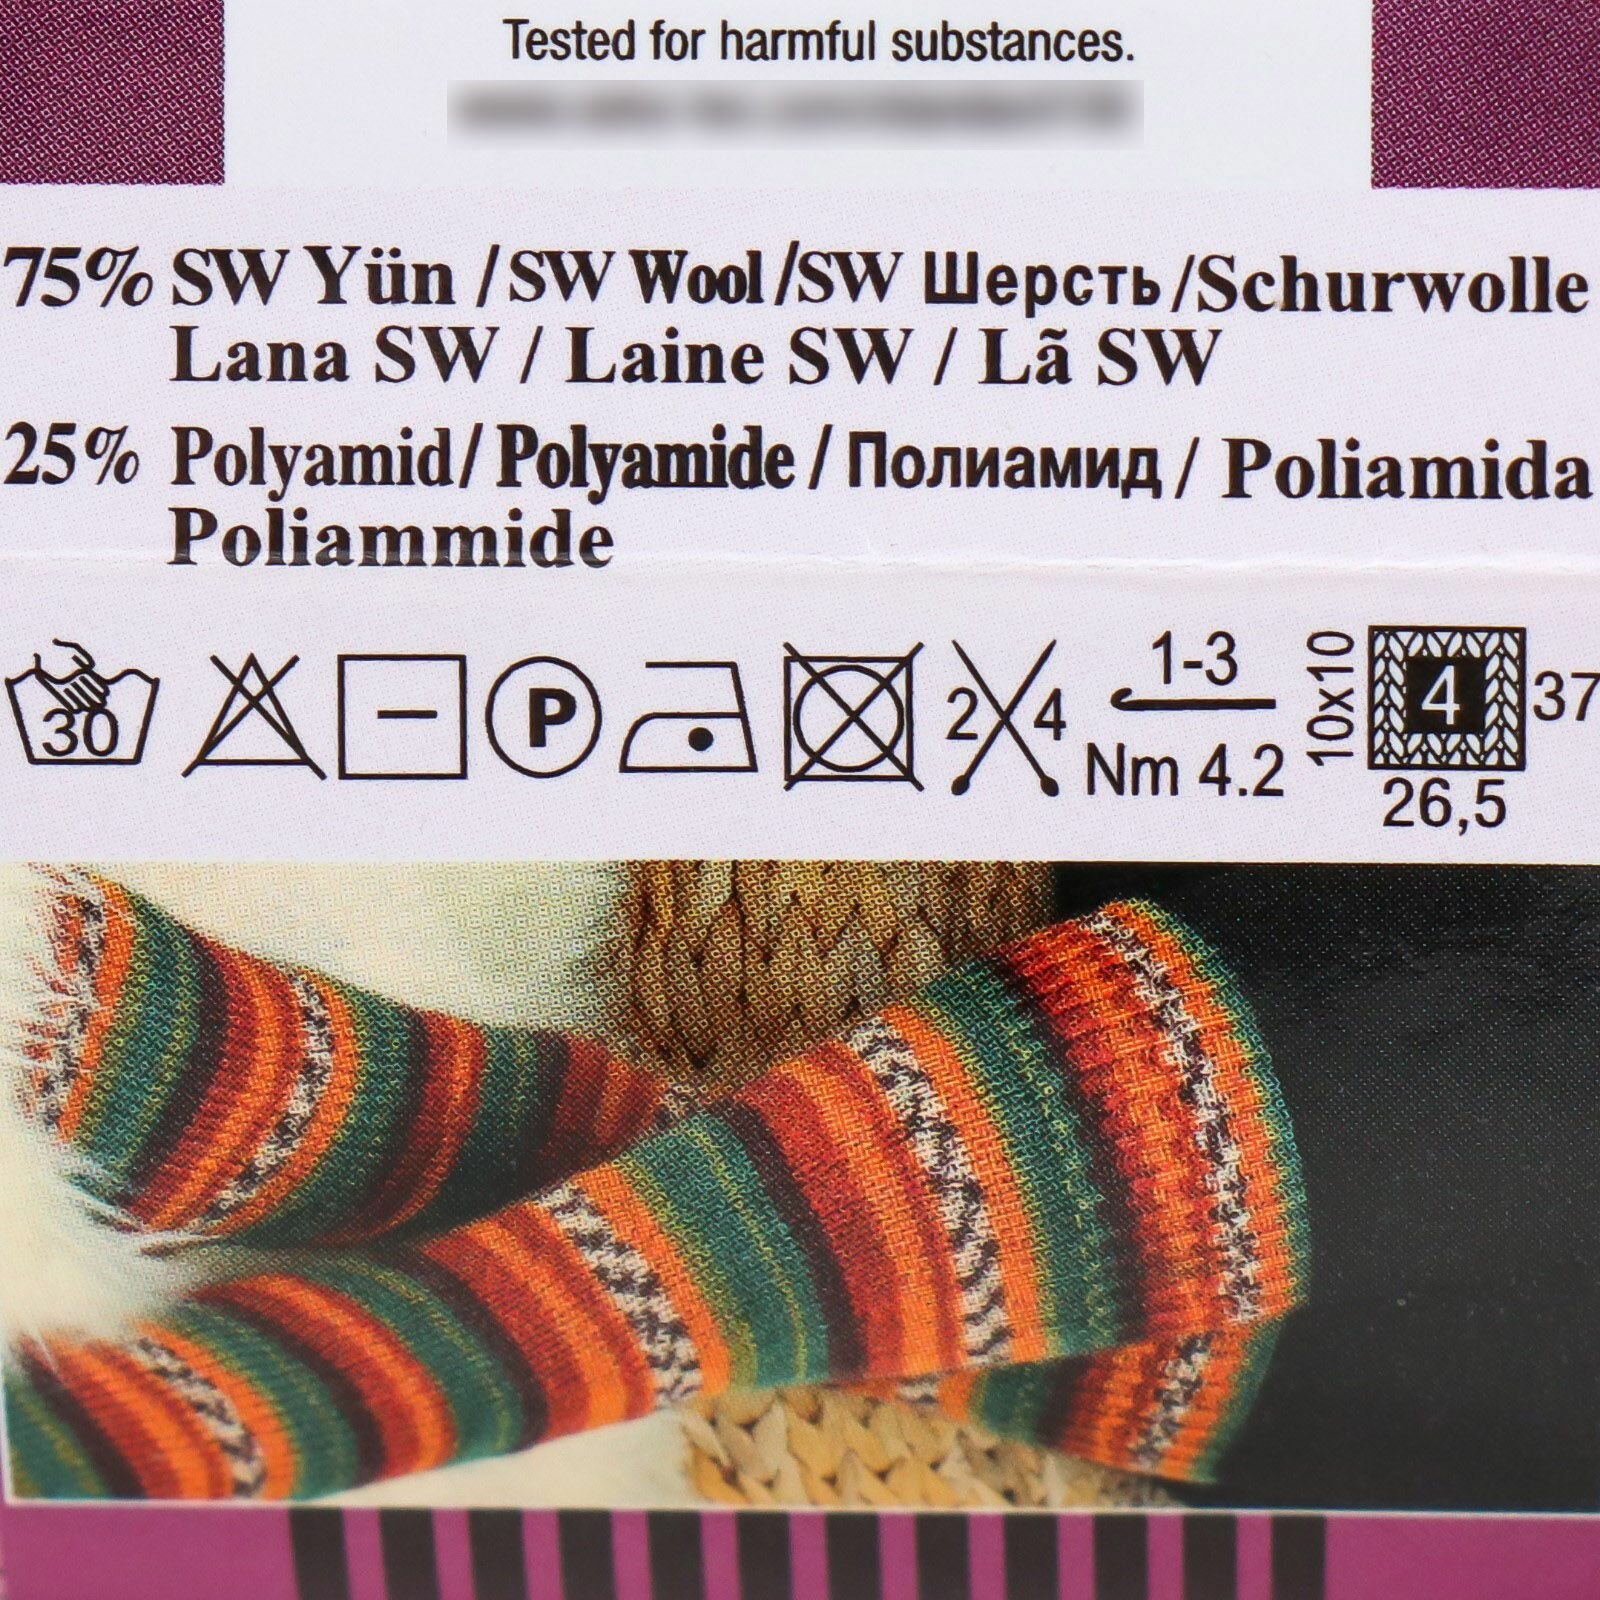 Tested for harmful substances.
75% SW Yün / SW Wool / SW Шерсть / Schurwolle
Lana SW / Laine SW / Lã SW
25% Polyamid / Polyamide / Полиамид / Poliamida
Poliammide
30 P 2 4 1-3 Nm 4.2 10x10 4 37
26,5